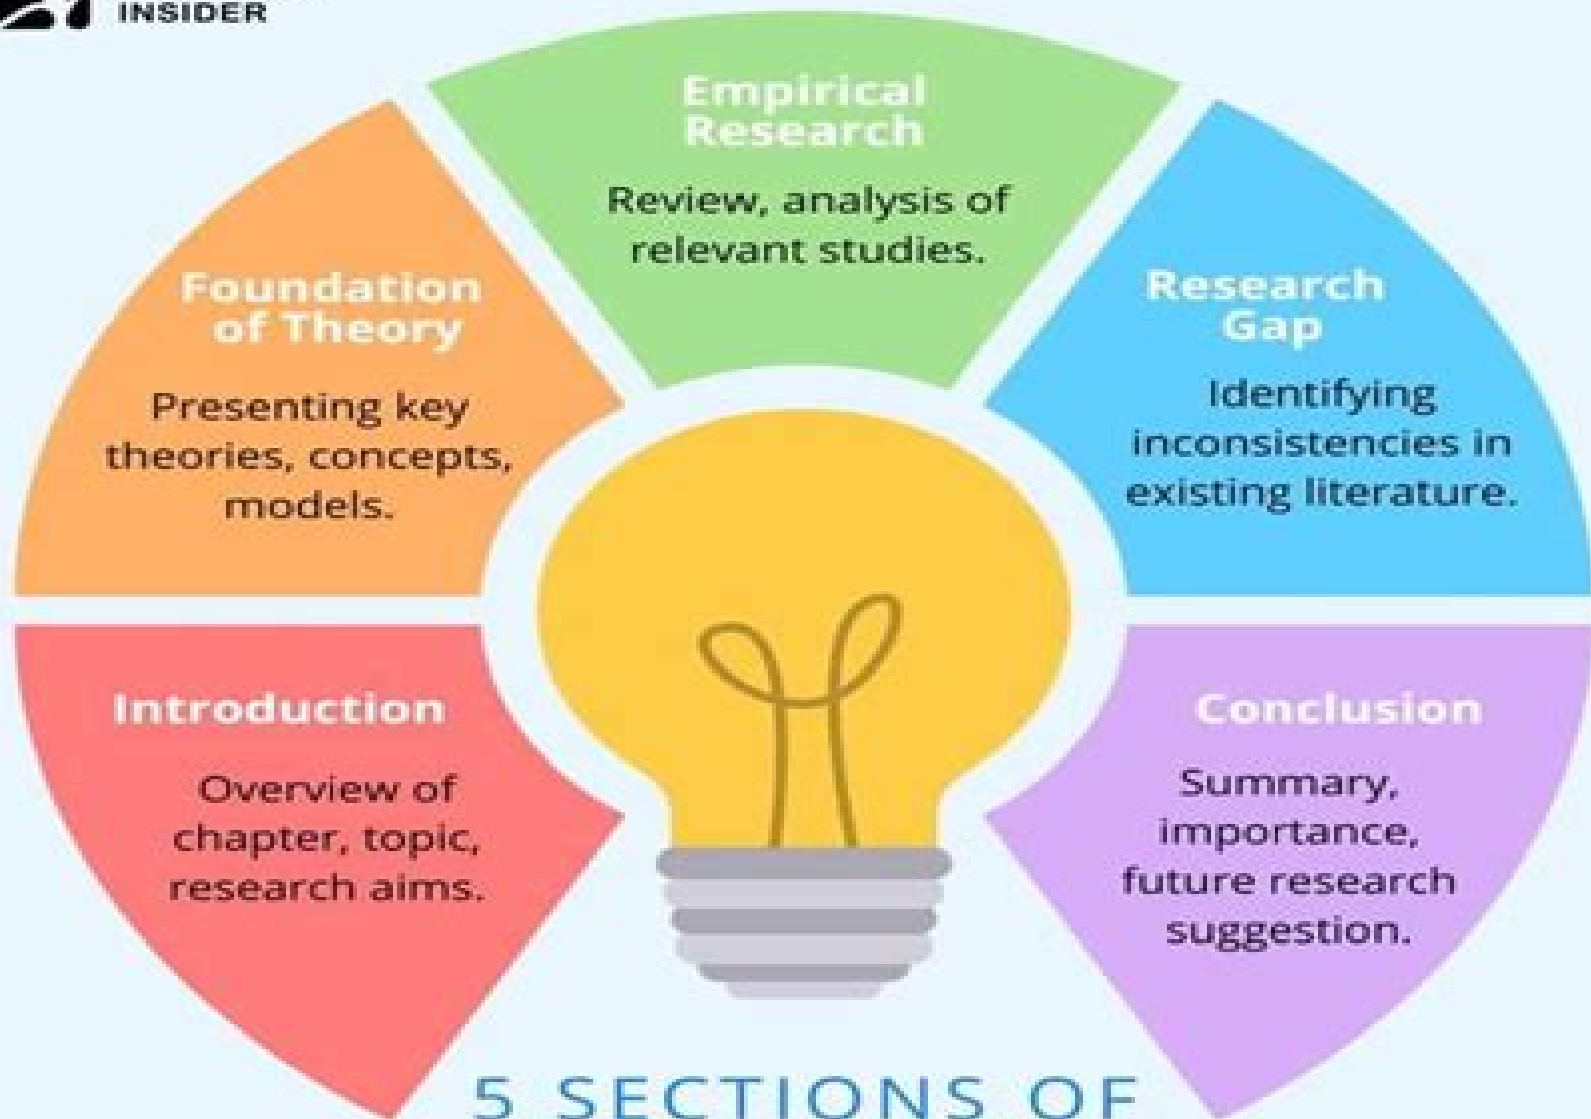 INSIDER
Empirical
Research
Review, analysis of
relevant studies.
Foundation
of Theory
Presenting key
theories, concepts,
models.
Research
Gap
Identifying
inconsistencies in
existing literature.
Introduction
Overview of
chapter, topic,
research aims.
Conclusion
Summary,
importance,
future research
suggestion.
5 SECTIONS OF